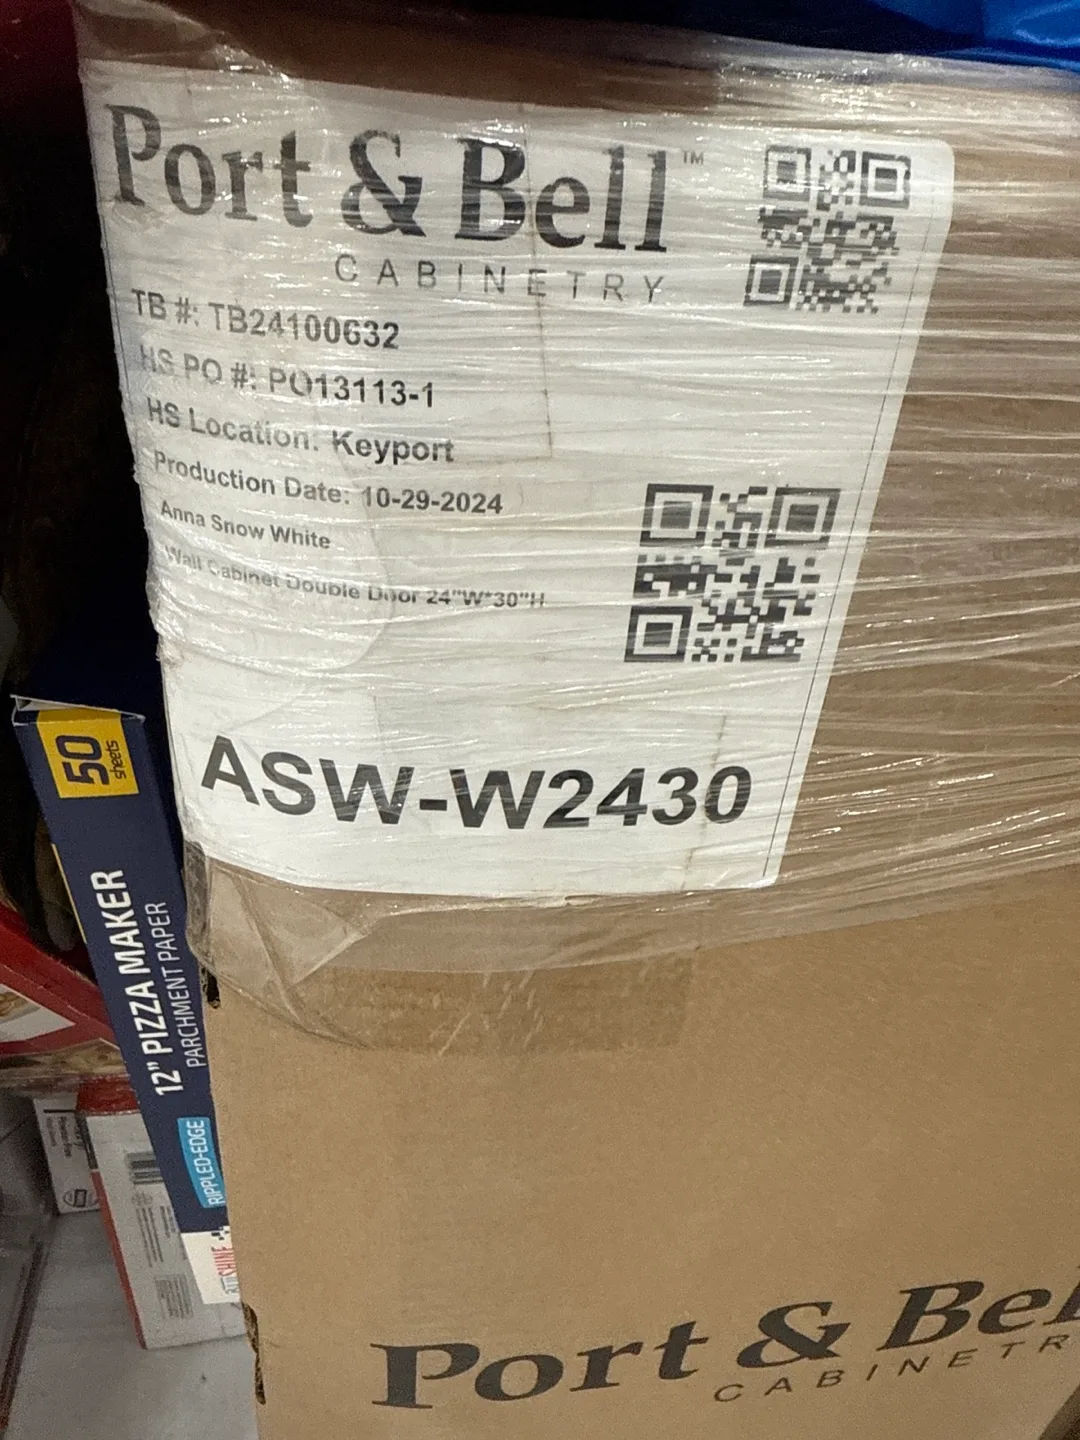 Port & Bell™
CABINETRY
TB #: TB24100632
HS PO #: PO13113-1
HS Location: Keyport
Production Date: 10-29-2024
Anna Snow White
Wall Cabinet Double Door 24"W*30"H
ASW-W2430
50
sheets
12" PIZZA MAKER
PARCHMENT PAPER
RIPPLED-EDGE
SHINE
Port & Bel
CABINETR